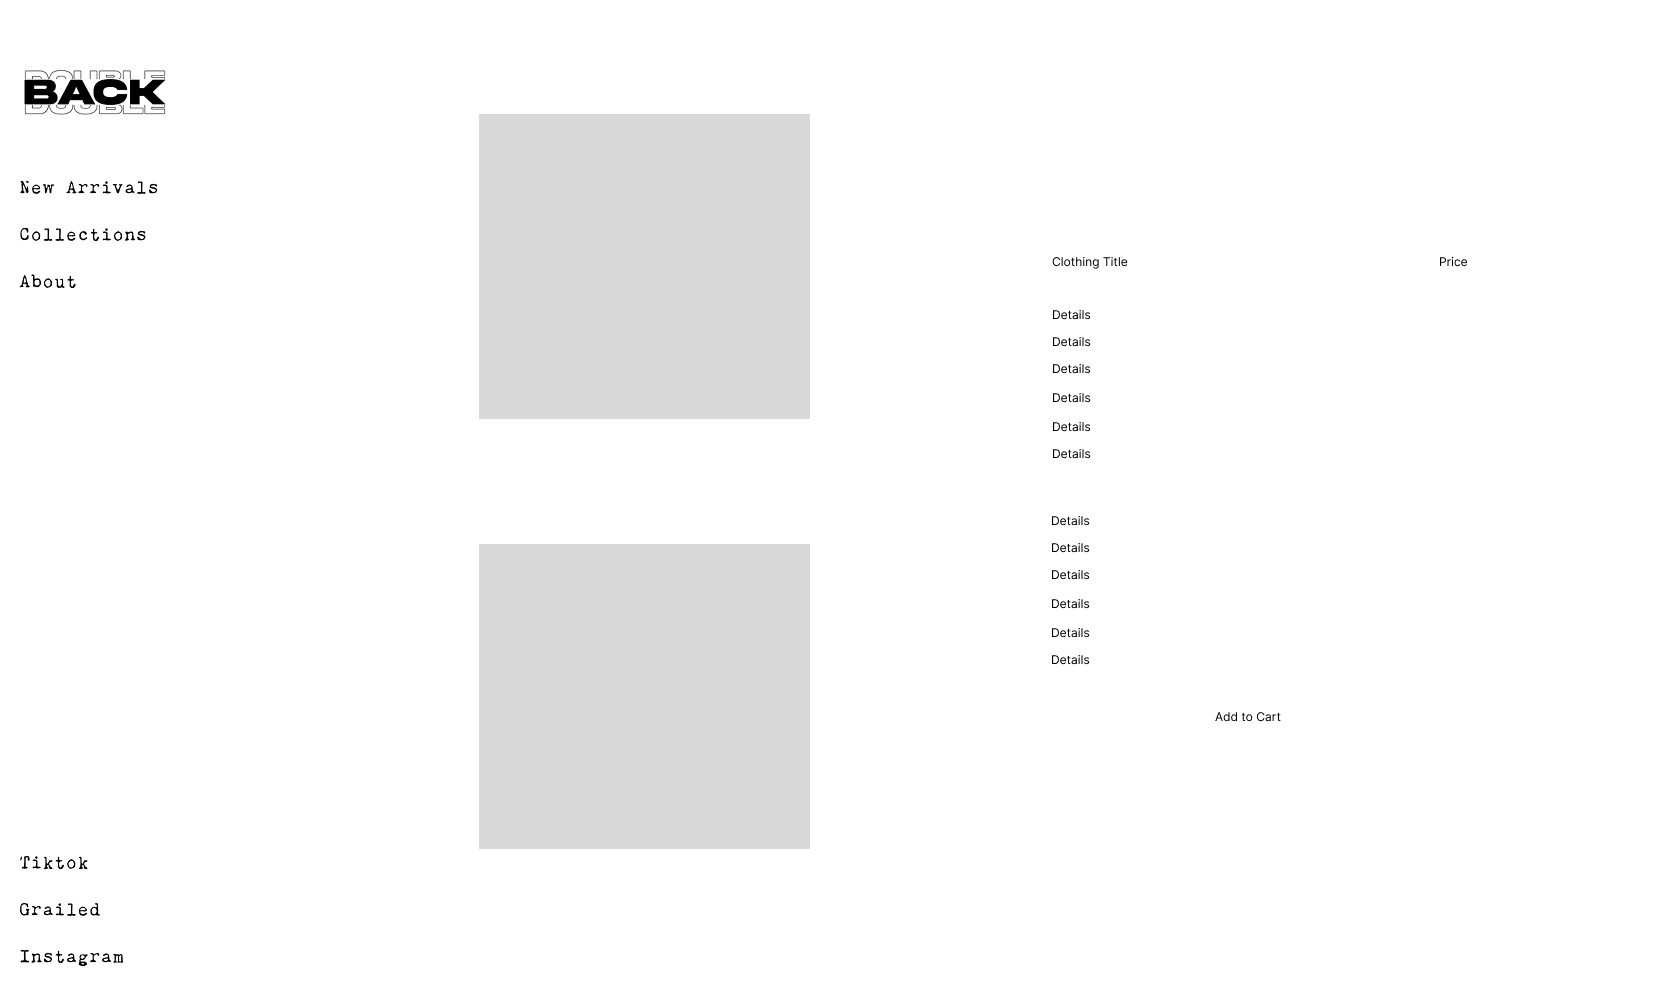 DOUBLE
BACK
DOUBLE
New Arrivals
Collections
About
Clothing Title
Price
Details
Details
Details
Details
Details
Details
Details
Details
Details
Details
Details
Details
Add to Cart
Tiktok
Grailed
Instagram